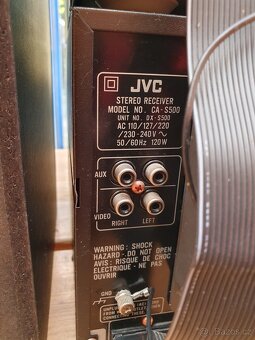 JVC
STEREO RECEIVER
MODEL NO. CA-S500
UNIT NO. DX-S500
AC 110/127/220
/230-240V ~
50/60Hz 120W
AUX
VIDEO
RIGHT LEFT
WARNING: SHOCK
HAZARD - DO NOT OPEN
AVIS: RISQUE DE CHOC
ELECTRIQUE - NE PAS
OUVRIR
GND